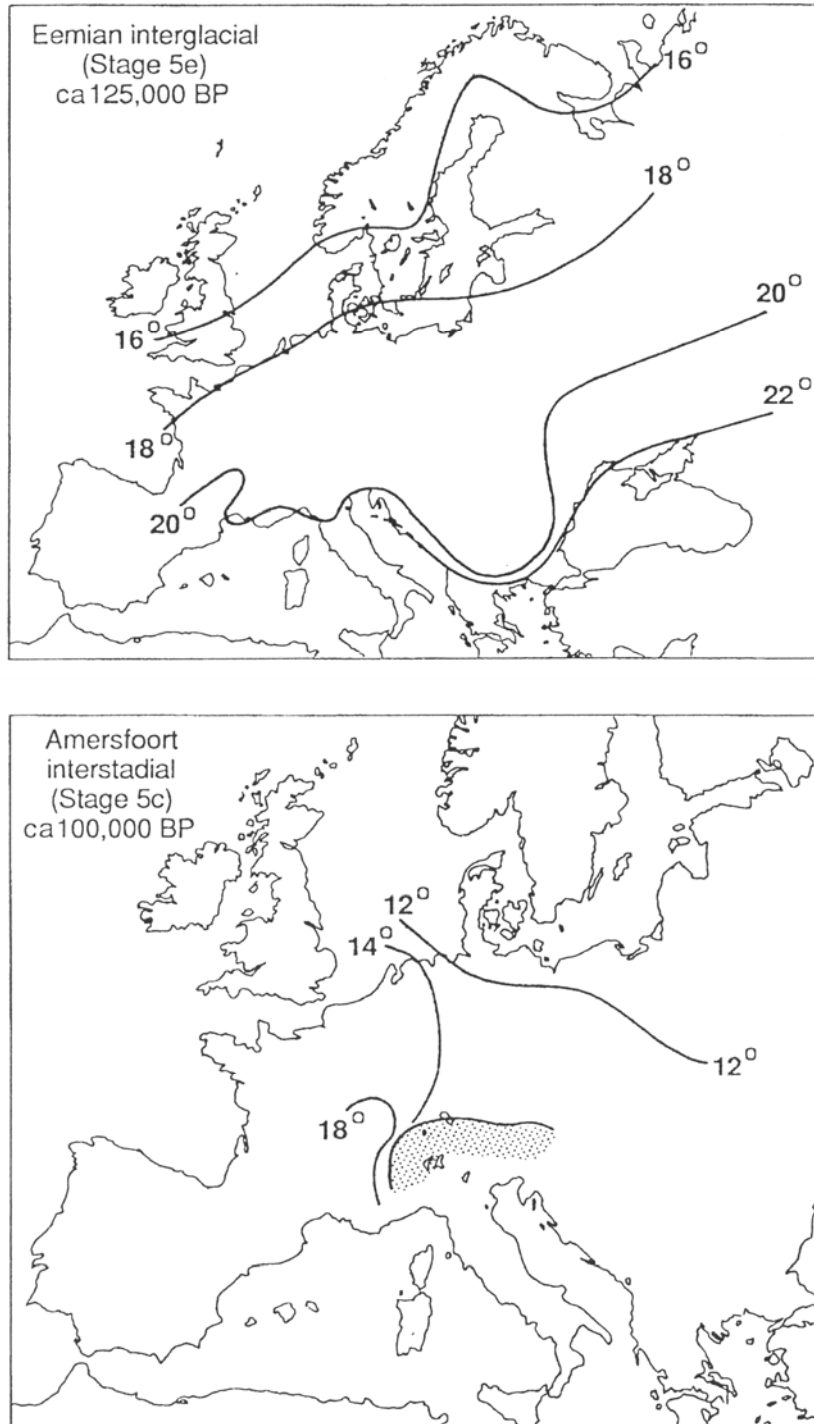 Eemian interglacial
(Stage 5e)
ca 125,000 BP
16°
18°
20°
22°
16°
18°
20°
Amersfoort
interstadial
(Stage 5c)
ca 100,000 BP
12°
14°
12°
18°